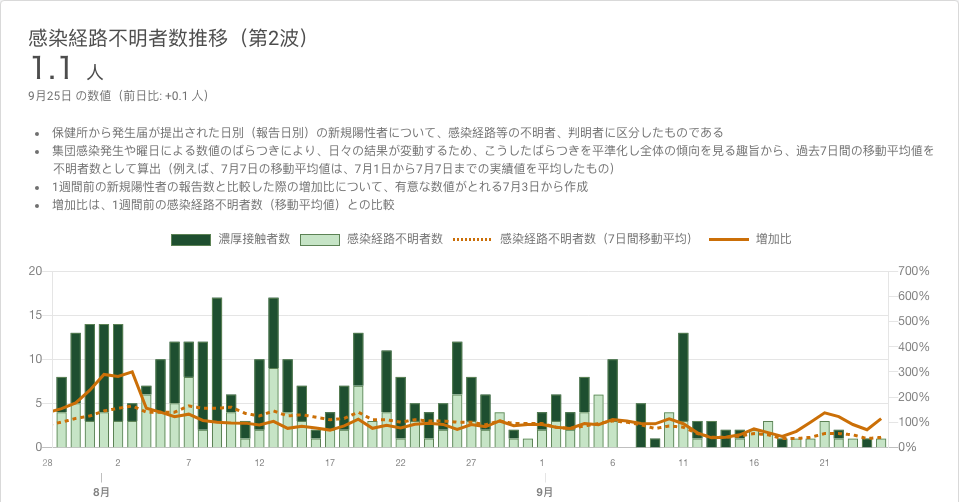 感染経路不明者数推移（第2波）
1.1 人
9月25日 の数値（前日比: +0.1 人）
• 保健所から発生届が提出された日別（報告日別）の新規陽性者について、感染経路等の不明者、判明者に区分したものである
• 集団感染発生や曜日による数値のばらつきにより、日々の結果が変動するため、こうしたばらつきを平準化し全体の傾向を見る趣旨から、過去7日間の移動平均値を
不明者数として算出（例えば、7月7日の移動平均値は、7月1日から7月7日までの実績値を平均したもの）
• 1週間前の新規陽性者の報告数と比較した際の増加比について、有意な数値がとれる7月3日から作成
• 増加比は、1週間前の感染経路不明者数（移動平均値）との比較
濃厚接触者数 感染経路不明者数 感染経路不明者数（7日間移動平均） 増加比
20 700%
600%
15 500%
400%
10 300%
200%
5 100%
0 0%
28 2 7 12 17 22 27 1 6 11 16 21
8月 9月